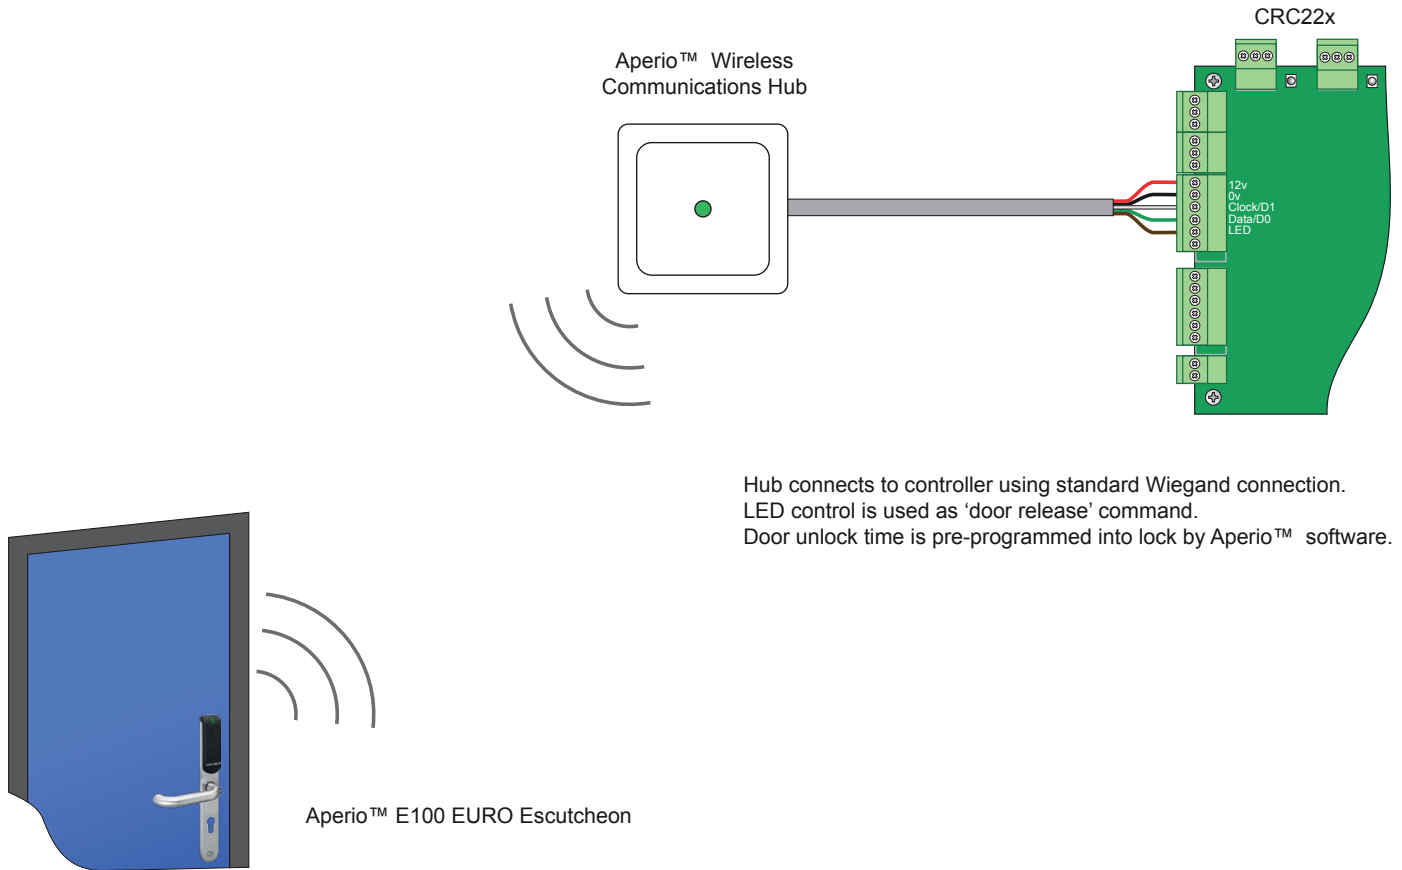 CRC22x
Aperio™ Wireless
Communications Hub
12v
0v
Clock/D1
Data/D0
LED
Hub connects to controller using standard Wiegand connection.
LED control is used as ‘door release’ command.
Door unlock time is pre-programmed into lock by Aperio™ software.
Aperio™ E100 EURO Escutcheon